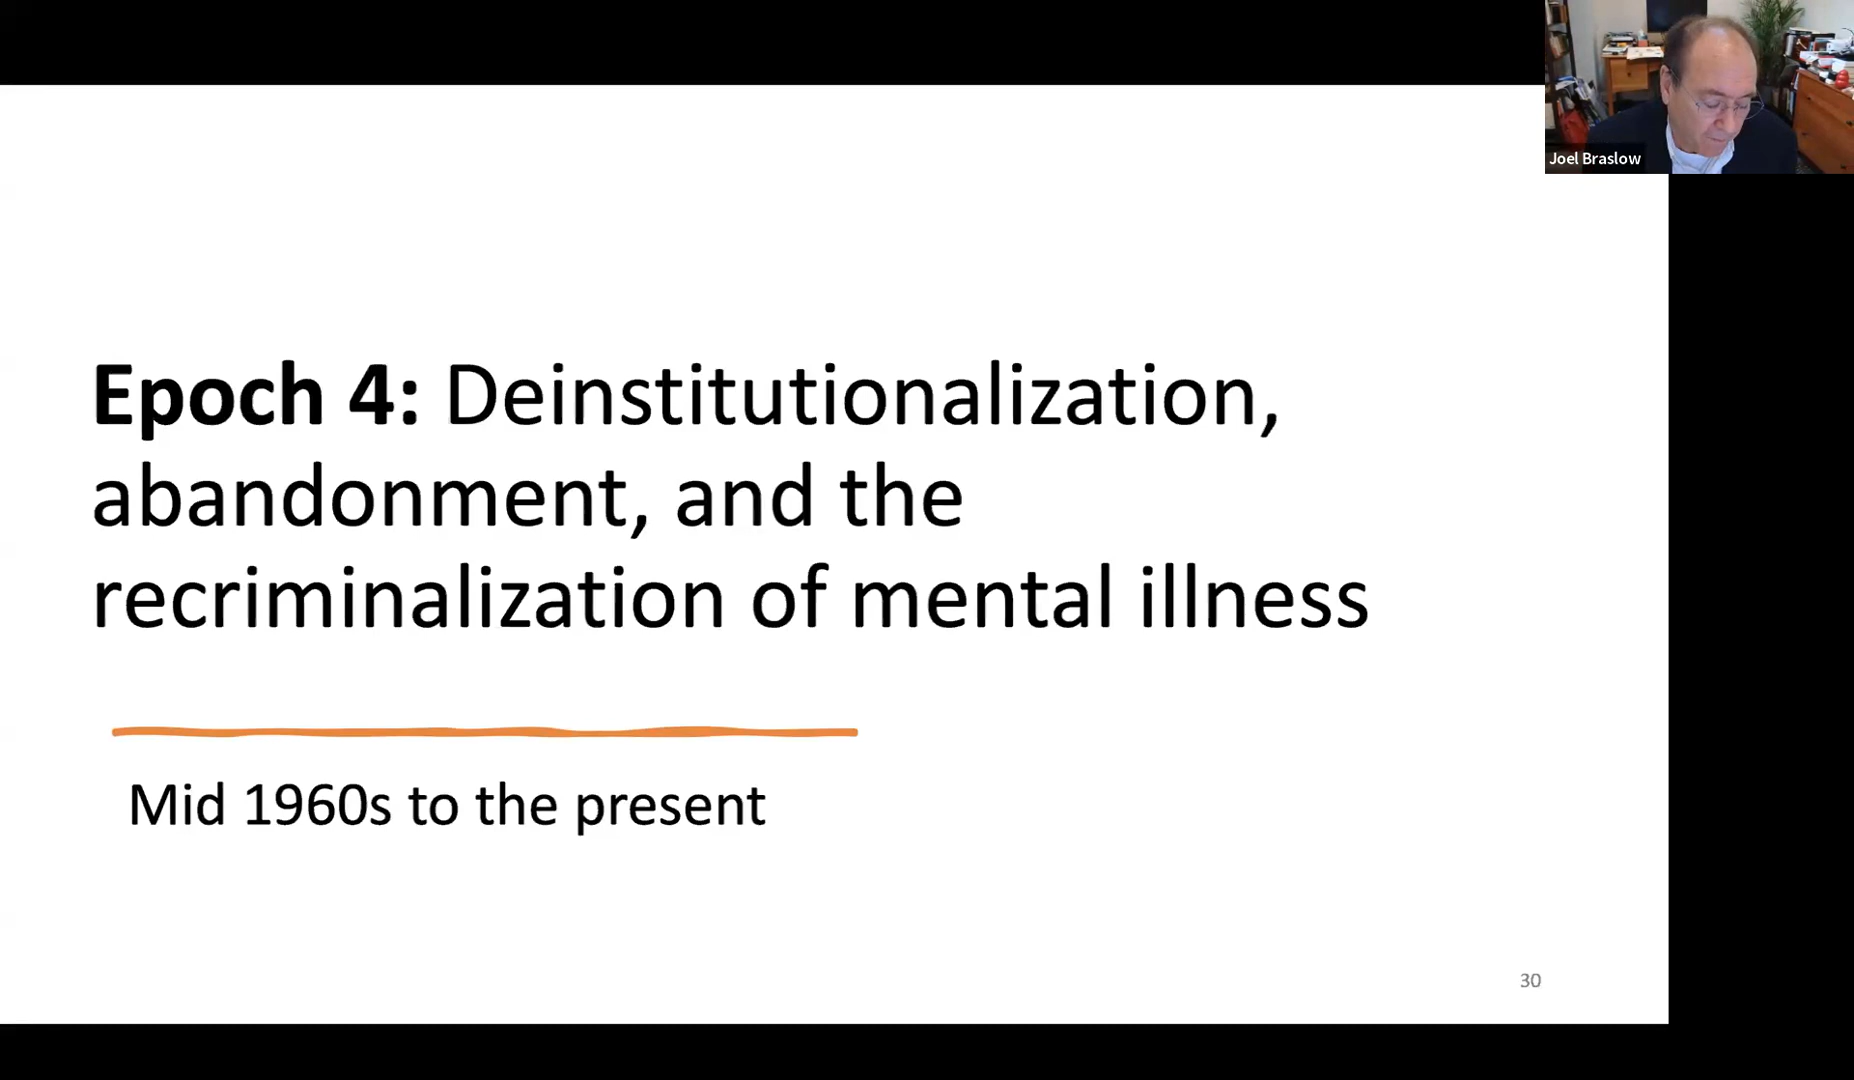 Joel Braslow
Epoch 4: Deinstitutionalization,
abandonment, and the
recriminalization of mental illness
Mid 1960s to the present
30